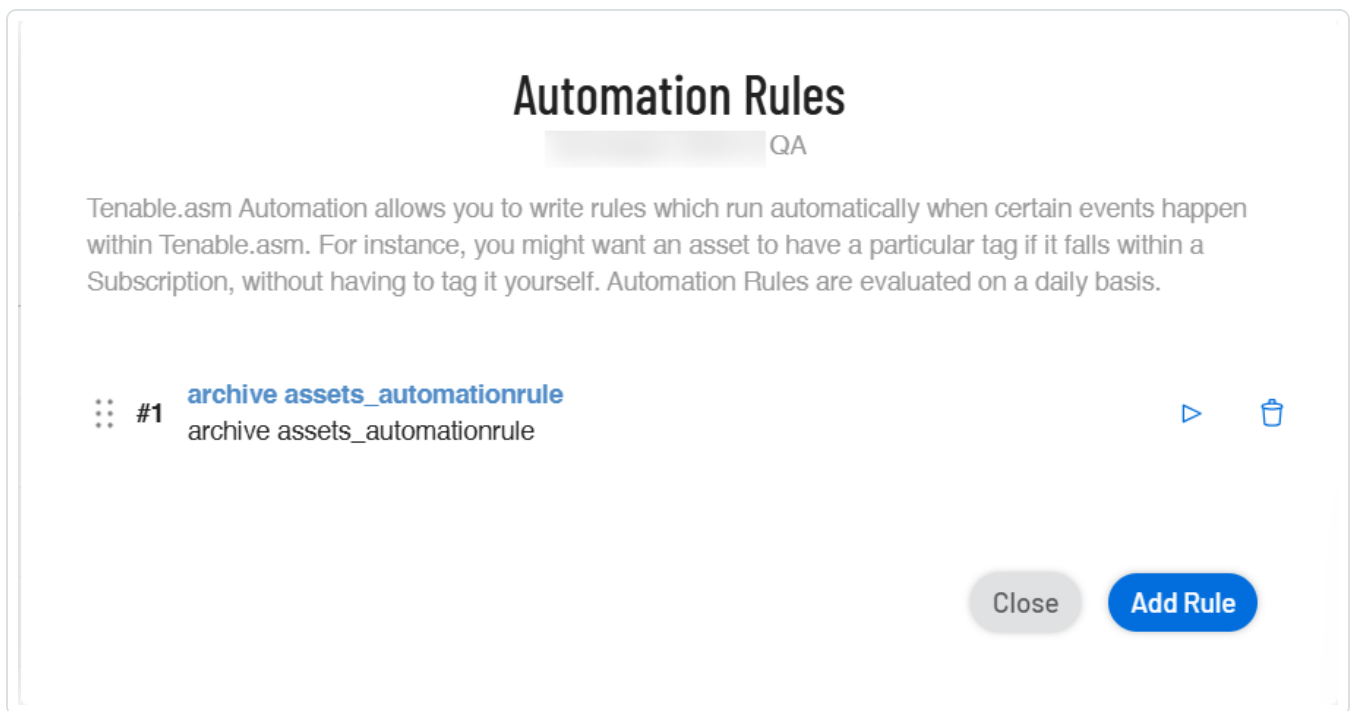 Automation Rules
QA
Tenable.asm Automation allows you to write rules which run automatically when certain events happen
within Tenable.asm. For instance, you might want an asset to have a particular tag if it falls within a
Subscription, without having to tag it yourself. Automation Rules are evaluated on a daily basis.
#1
archive assets_automationrule
archive assets_automationrule
Close
Add Rule